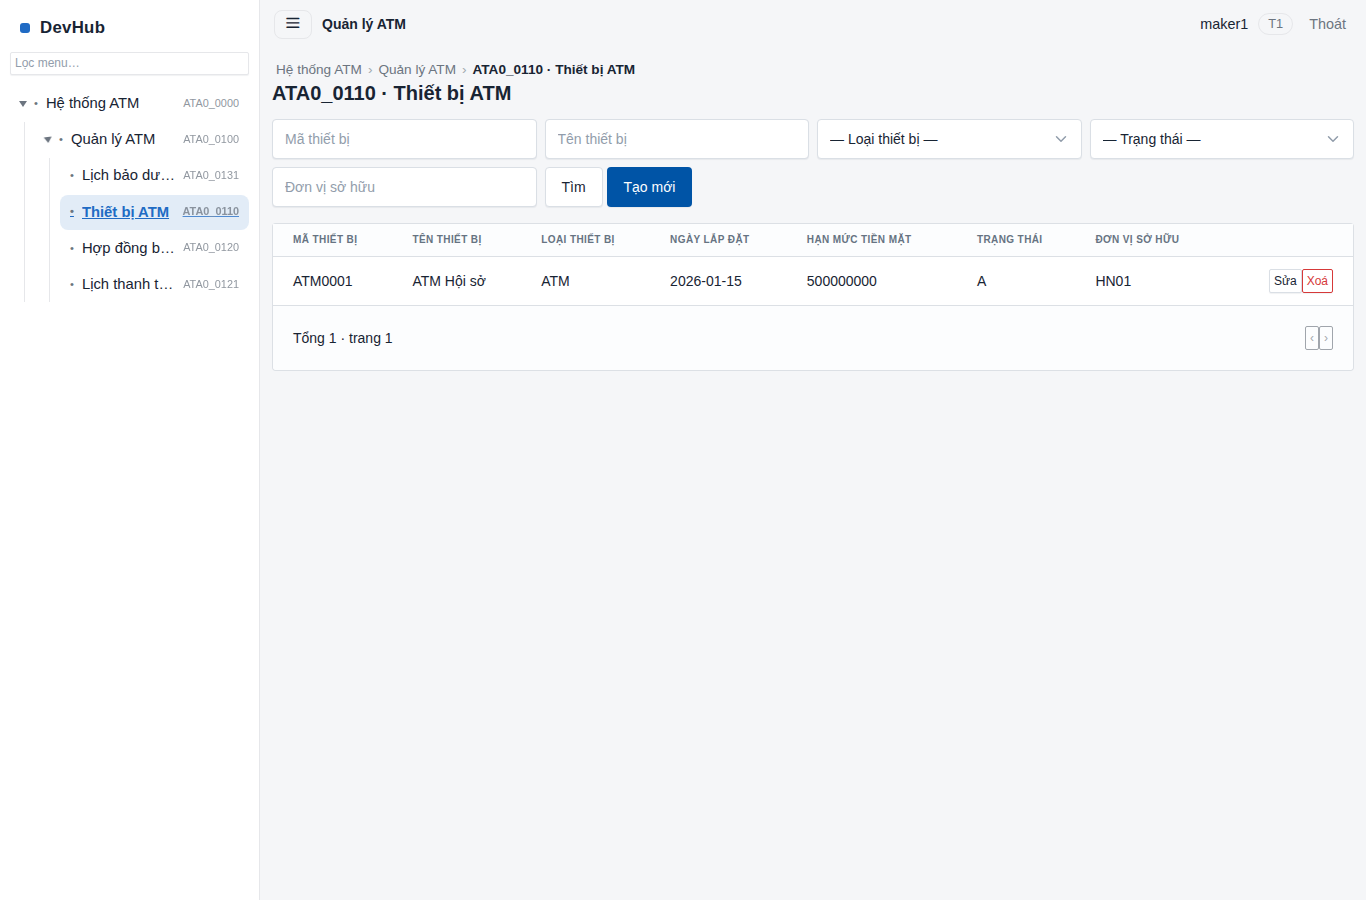 DevHub
Lọc menu…
Hệ thống ATM ATA0_0000
Quản lý ATM ATA0_0100
Lịch bảo dư… ATA0_0131
Thiết bị ATM ATA0_0110
Hợp đồng b… ATA0_0120
Lịch thanh t… ATA0_0121
Quản lý ATM
maker1 T1 Thoát
Hệ thống ATM › Quản lý ATM › ATA0_0110 · Thiết bị ATM
ATA0_0110 · Thiết bị ATM
Mã thiết bị Tên thiết bị — Loại thiết bị — — Trạng thái —
Đơn vị sở hữu Tìm Tạo mới
MÃ THIẾT BỊ TÊN THIẾT BỊ LOẠI THIẾT BỊ NGÀY LẮP ĐẶT HẠN MỨC TIỀN MẶT TRẠNG THÁI ĐƠN VỊ SỞ HỮU
ATM0001 ATM Hội sở ATM 2026-01-15 500000000 A HN01 Sửa Xoá
Tổng 1 · trang 1 ‹ ›